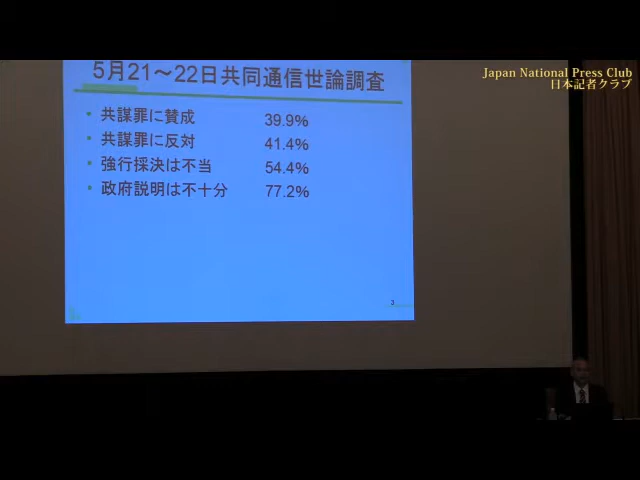 Japan National Press Club
日本記者クラブ
5月21～22日共同通信世論調査
• 共謀罪に賛成 39.9%
• 共謀罪に反対 41.4%
• 強行採決は不当 54.4%
• 政府説明は不十分 77.2%
3